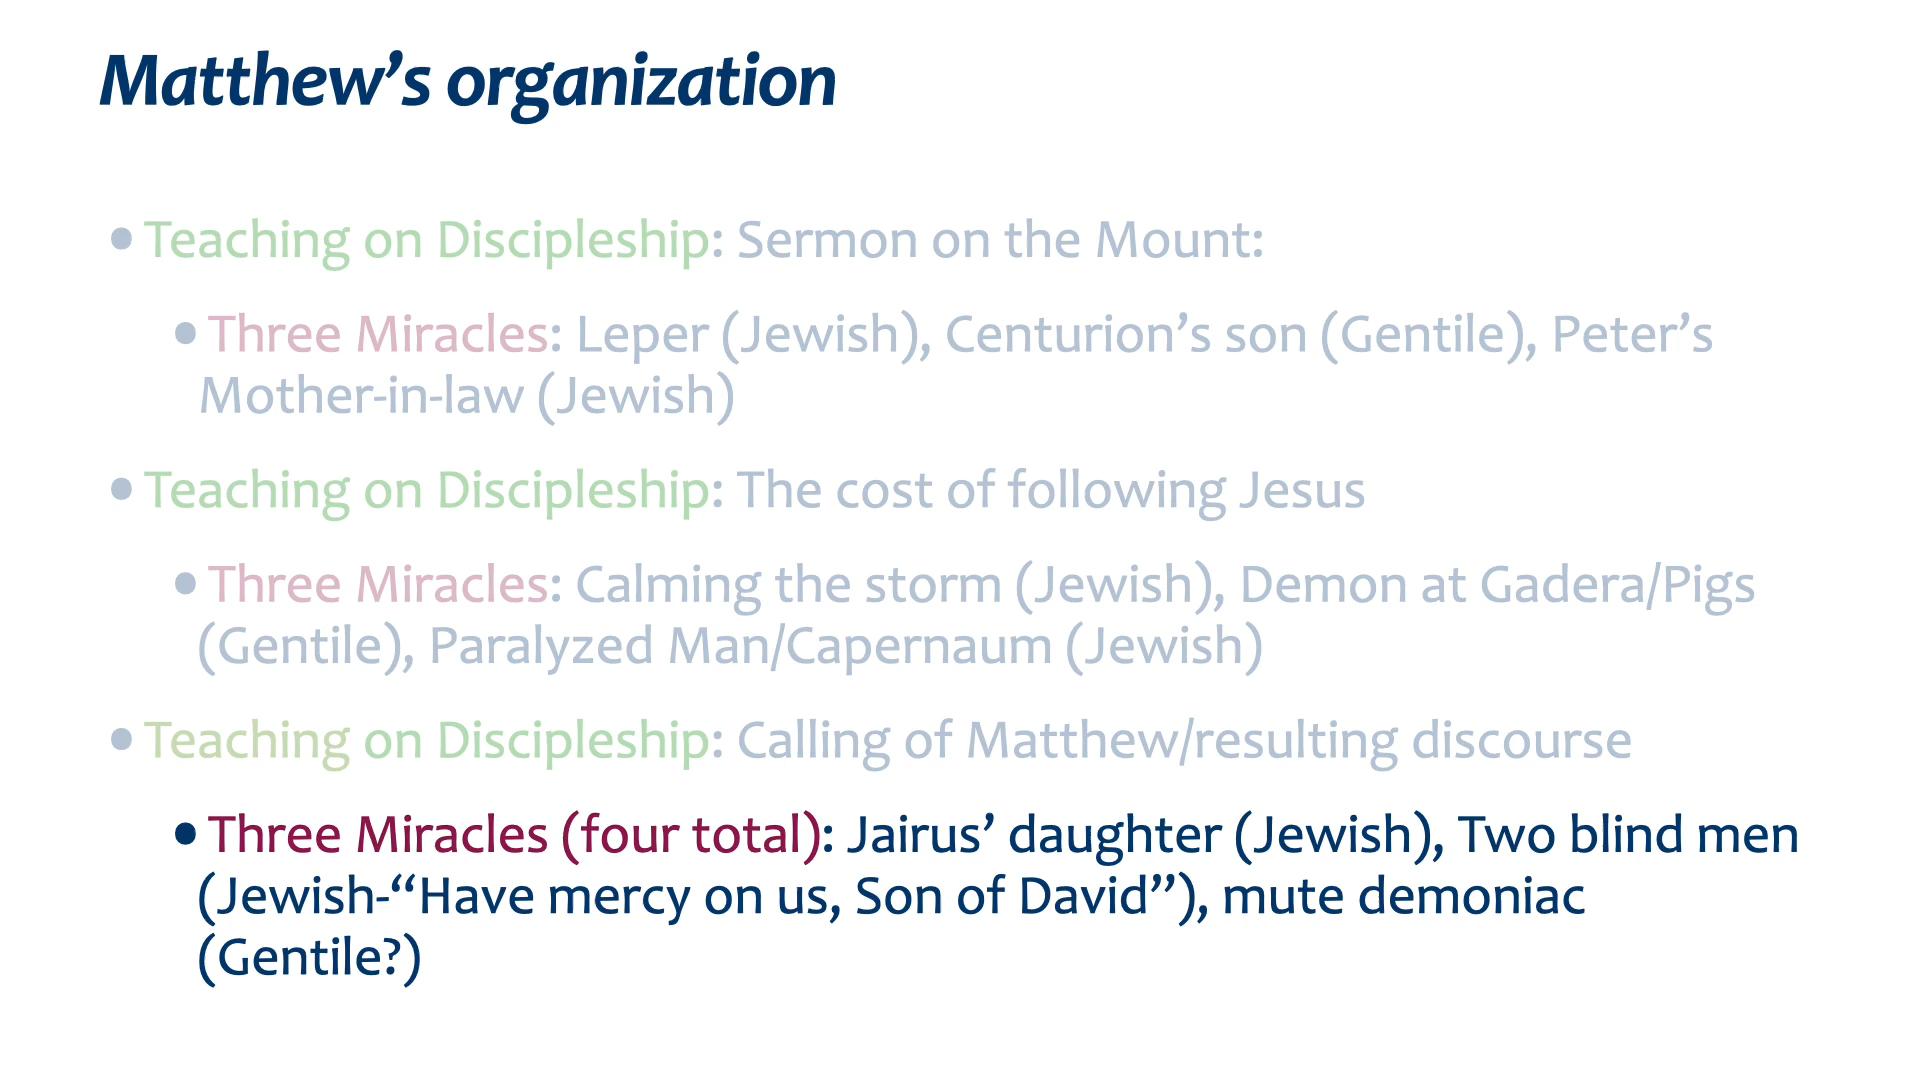 Matthew’s organization
• Teaching on Discipleship: Sermon on the Mount:
• Three Miracles: Leper (Jewish), Centurion’s son (Gentile), Peter’s
Mother-in-law (Jewish)
• Teaching on Discipleship: The cost of following Jesus
• Three Miracles: Calming the storm (Jewish), Demon at Gadera/Pigs
(Gentile), Paralyzed Man/Capernaum (Jewish)
• Teaching on Discipleship: Calling of Matthew/resulting discourse
• Three Miracles (four total): Jairus’ daughter (Jewish), Two blind men
(Jewish-“Have mercy on us, Son of David”), mute demoniac
(Gentile?)